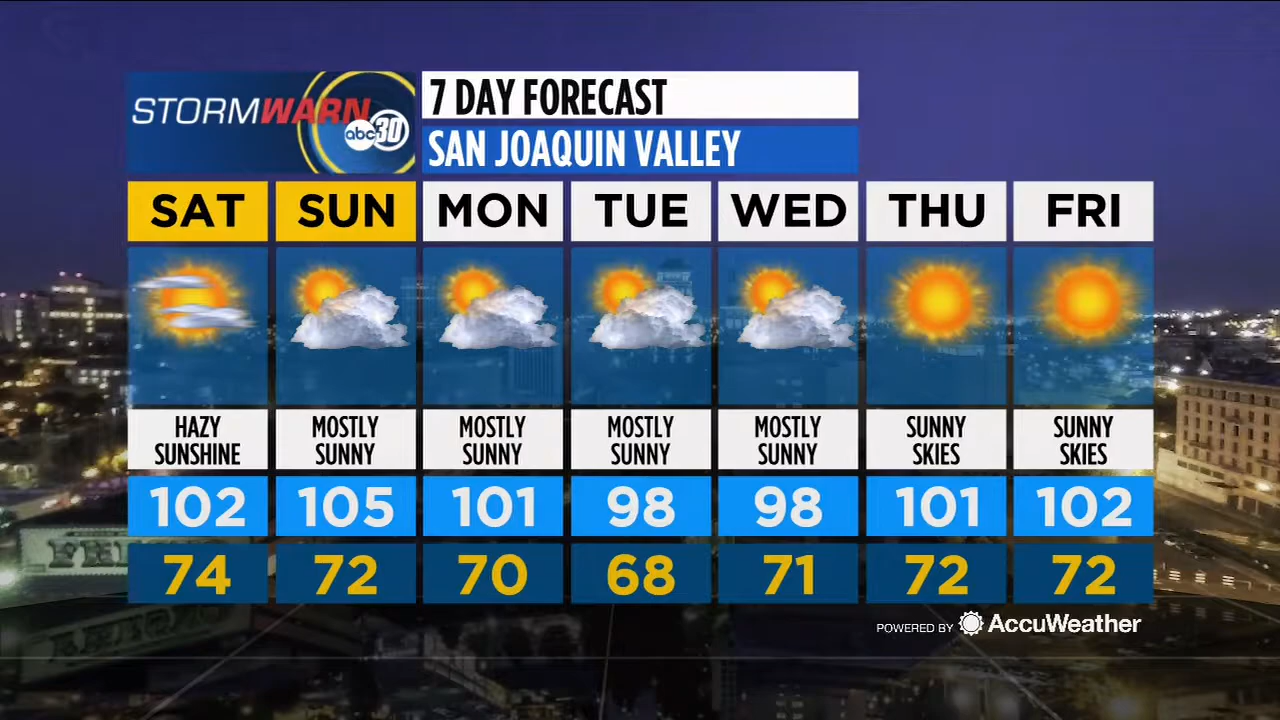 STORMWARN
abc30
7 DAY FORECAST
SAN JOAQUIN VALLEY
SAT SUN MON TUE WED THU FRI
HAZY SUNSHINE MOSTLY SUNNY MOSTLY SUNNY MOSTLY SUNNY MOSTLY SUNNY SUNNY SKIES SUNNY SKIES
102 105 101 98 98 101 102
74 72 70 68 71 72 72
POWERED BY AccuWeather